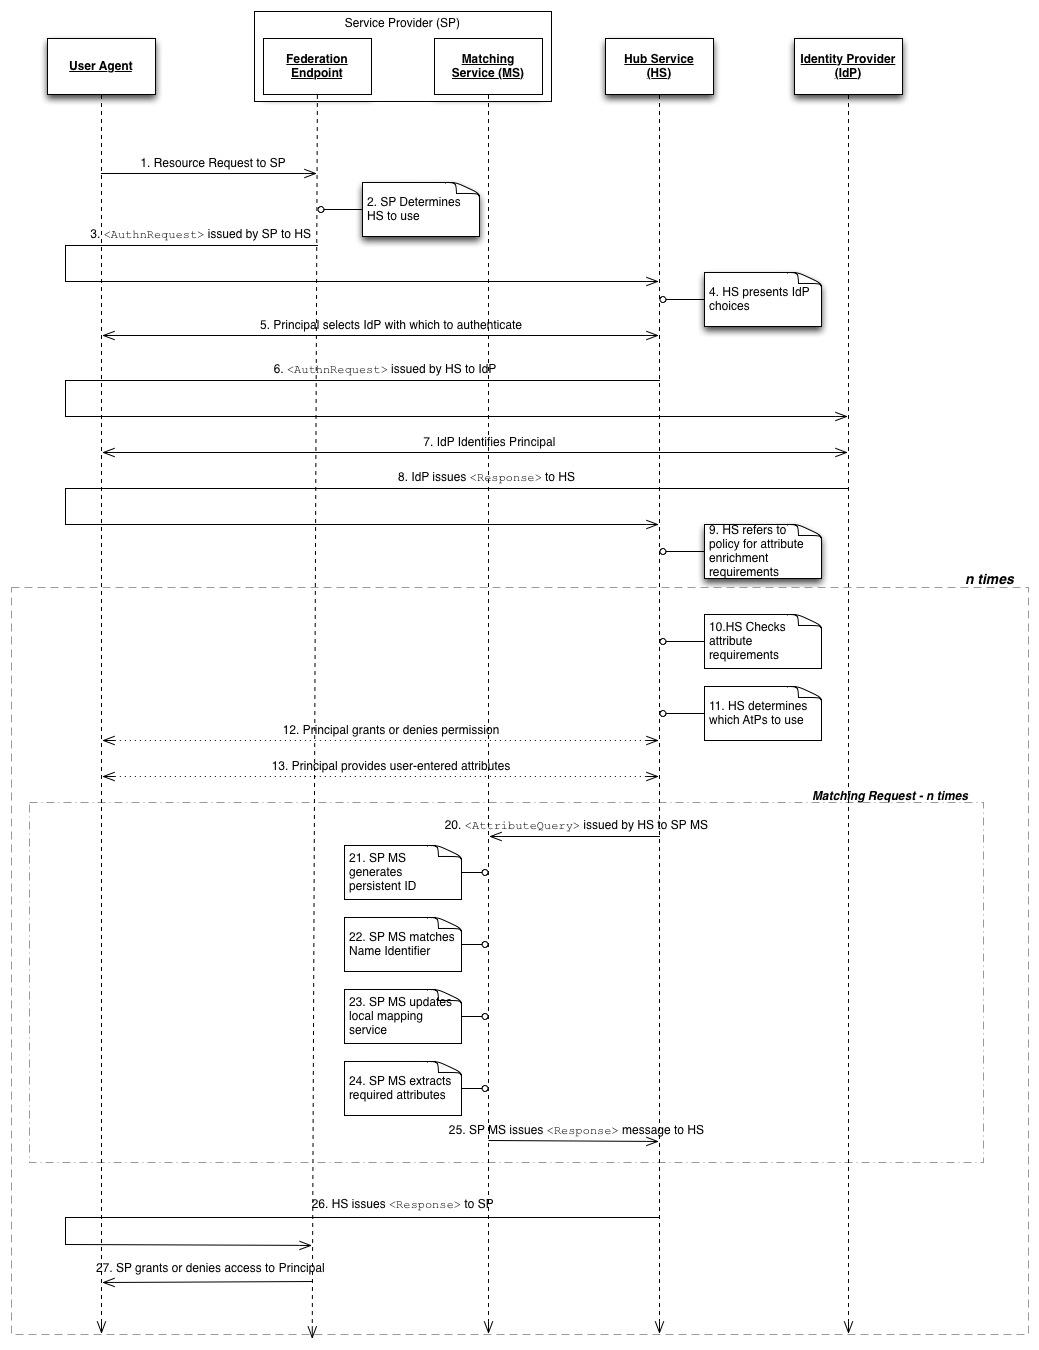 Service Provider (SP)
User Agent
Federation
Endpoint
Matching
Service (MS)
Hub Service
(HS)
Identity Provider
(IdP)
1. Resource Request to SP
2. SP Determines
HS to use
3. <AuthnRequest> issued by SP to HS
4. HS presents IdP
choices
5. Principal selects IdP with which to authenticate
6. <AuthnRequest> issued by HS to IdP
7. IdP Identifies Principal
8. IdP issues <Response> to HS
9. HS refers to
policy for attribute
enrichment
requirements
n times
10.HS Checks
attribute
requirements
11. HS determines
which AtPs to use
12. Principal grants or denies permission
13. Principal provides user-entered attributes
Matching Request - n times
20. <AttributeQuery> issued by HS to SP MS
21. SP MS
generates
persistent ID
22. SP MS matches
Name Identifier
23. SP MS updates
local mapping
service
24. SP MS extracts
required attributes
25. SP MS issues <Response> message to HS
26. HS issues <Response> to SP
27. SP grants or denies access to Principal